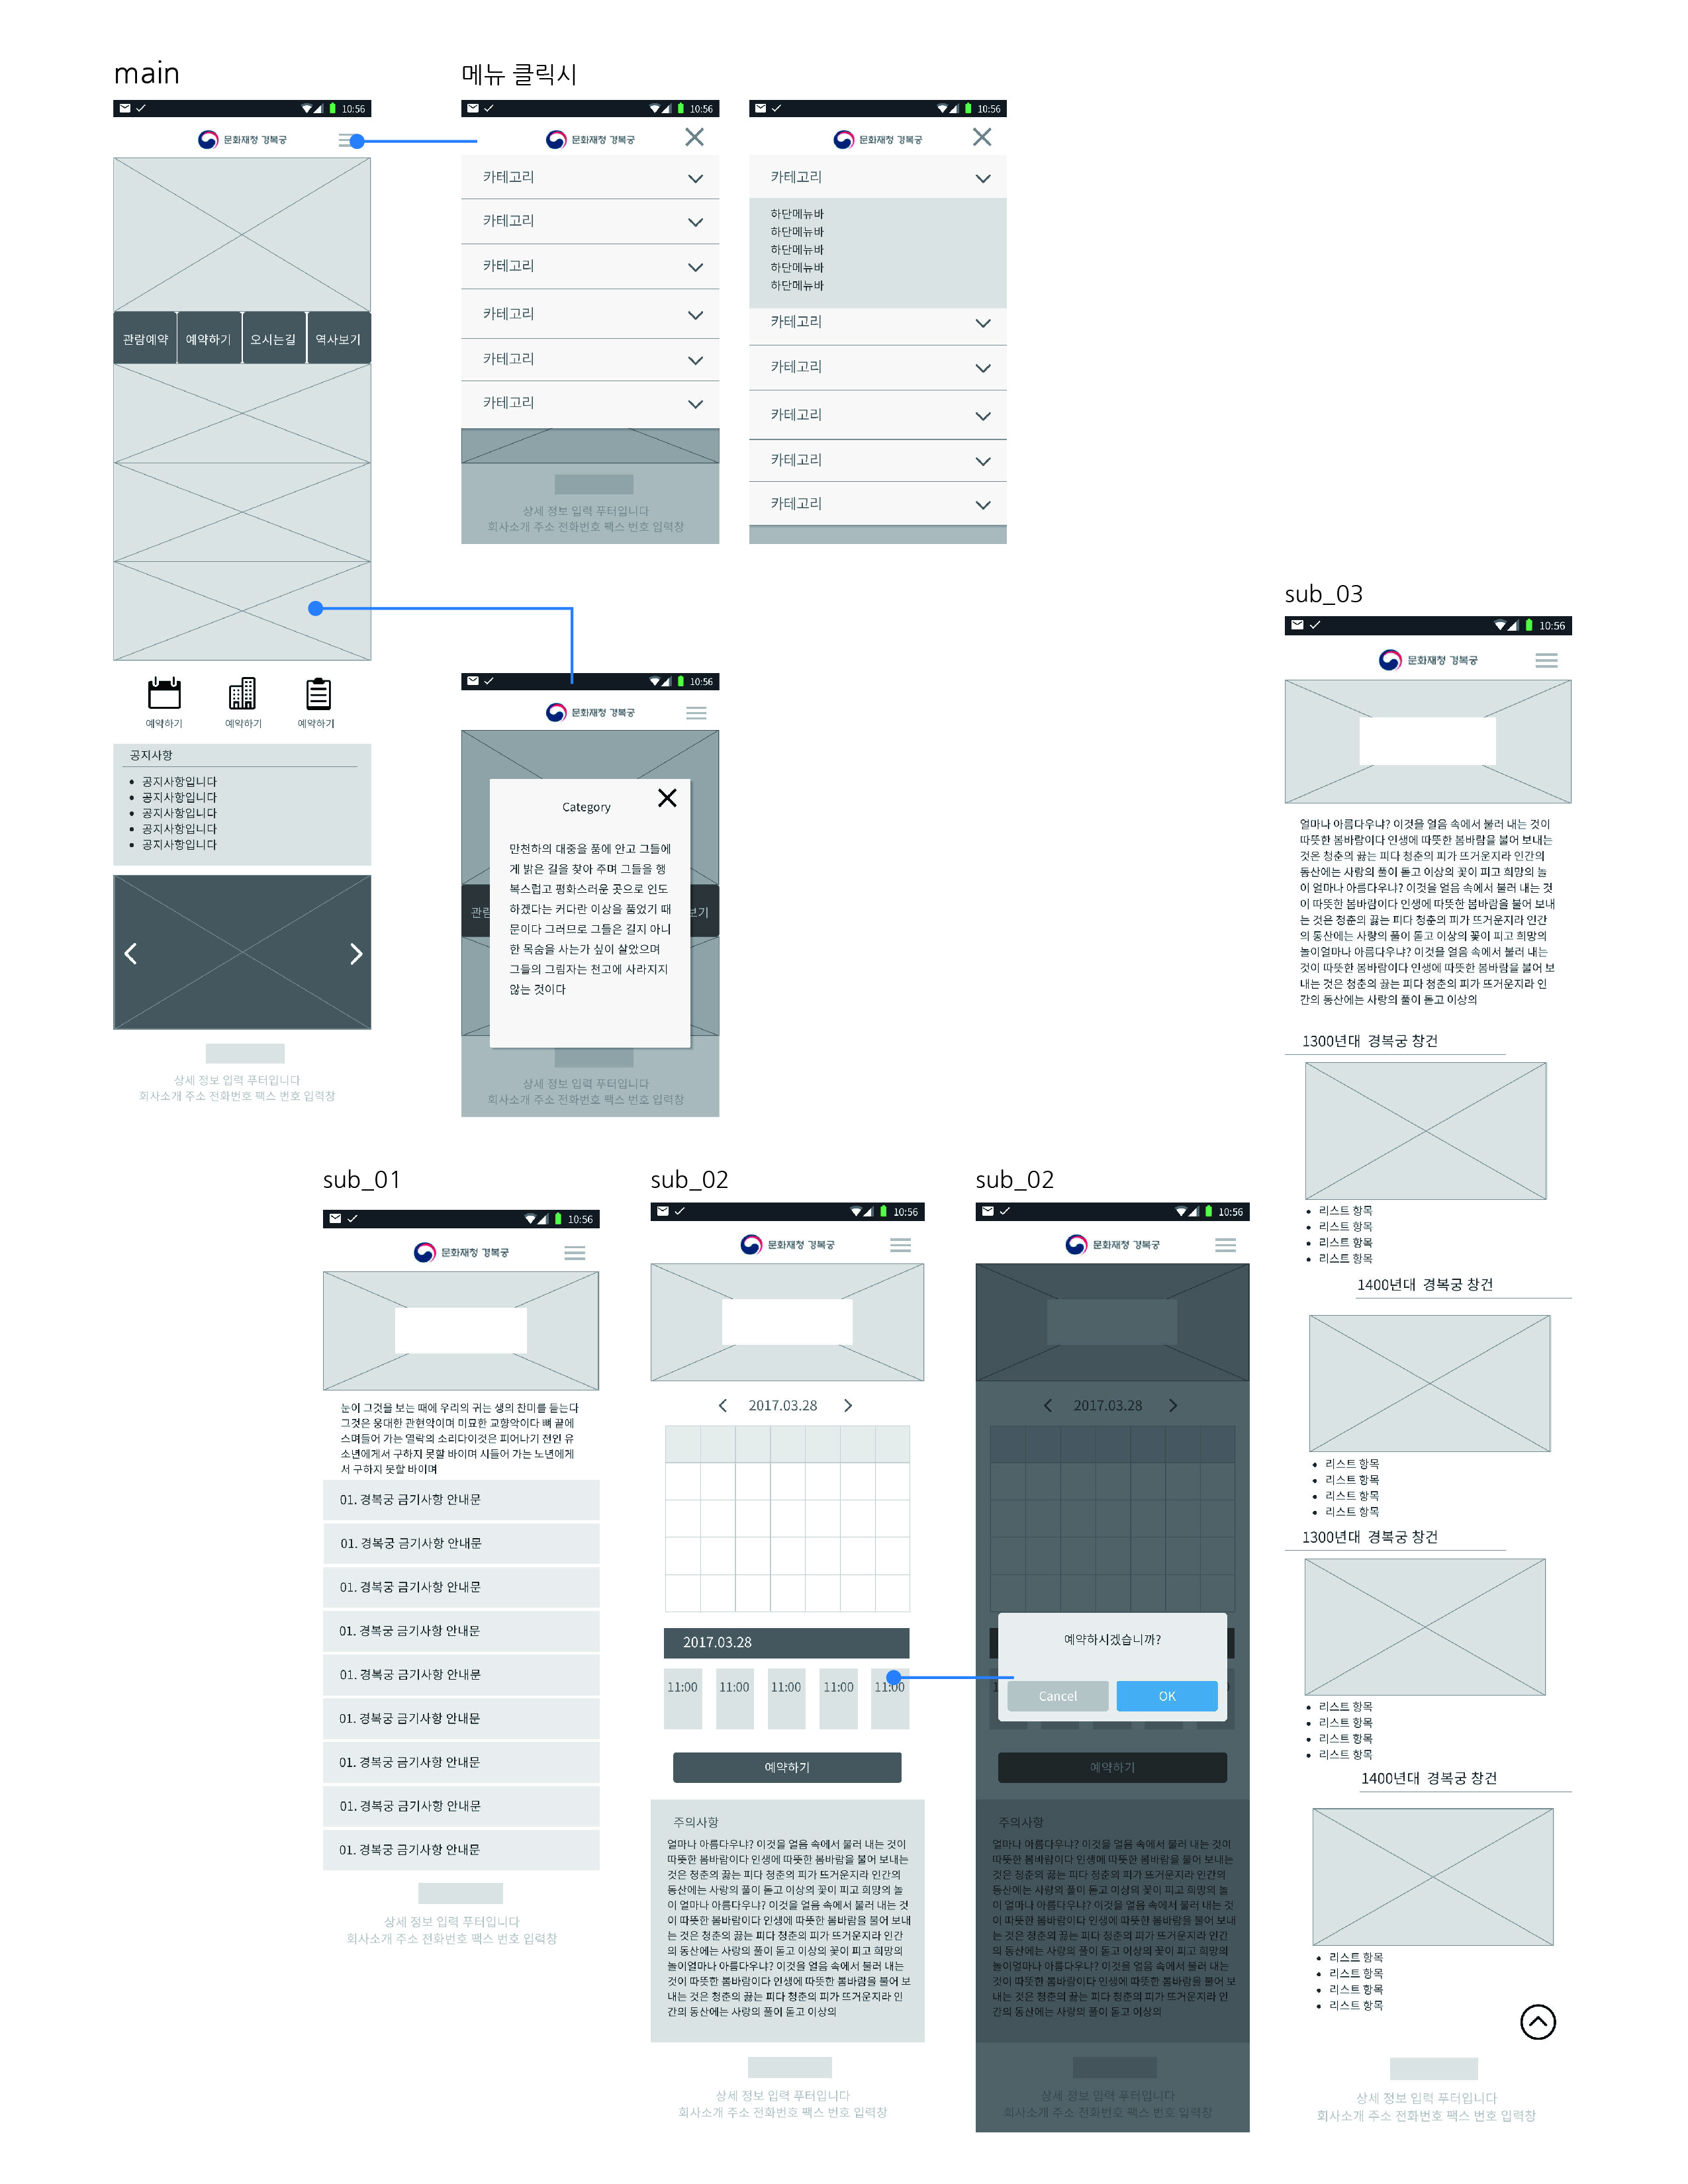 main
10:56
문화재청 경복궁
관람예약 예약하기 오시는길 역사보기
예약하기 예약하기 예약하기
공지사항
• 공지사항입니다
• 공지사항입니다
• 공지사항입니다
• 공지사항입니다
• 공지사항입니다
상세 정보 입력 푸터입니다
회사소개 주소 전화번호 팩스 번호 입력창
메뉴 클릭시
10:56
문화재청 경복궁
카테고리
카테고리
카테고리
카테고리
카테고리
카테고리
상세 정보 입력 푸터입니다
회사소개 주소 전화번호 팩스 번호 입력창
10:56
문화재청 경복궁
카테고리
하단메뉴바
하단메뉴바
하단메뉴바
하단메뉴바
하단메뉴바
카테고리
카테고리
카테고리
카테고리
카테고리
10:56
문화재청 경복궁
Category
만천하의 대중을 품에 안고 그들에
게 밝은 길을 찾아 주며 그들을 행
복스럽고 평화스러운 곳으로 인도
하겠다는 커다란 이상을 품었기 때
문이다 그러므로 그들은 길지 아니
한 목숨을 사는가 싶이 살았으며
그들의 그림자는 천고에 사라지지
않는 것이다
관람 보기
상세 정보 입력 푸터입니다
회사소개 주소 전화번호 팩스 번호 입력창
sub_01
10:56
문화재청 경복궁
눈이 그것을 보는 때에 우리의 귀는 생의 찬미를 듣는다
그것은 웅대한 관현악이며 미묘한 교향악이다 뼈 끝에
스며들어 가는 열락의 소리다이것은 피어나기 전인 유
소년에게서 구하지 못할 바이며 시들어 가는 노년에게
서 구하지 못할 바이며
01. 경복궁 금기사항 안내문
01. 경복궁 금기사항 안내문
01. 경복궁 금기사항 안내문
01. 경복궁 금기사항 안내문
01. 경복궁 금기사항 안내문
01. 경복궁 금기사항 안내문
01. 경복궁 금기사항 안내문
01. 경복궁 금기사항 안내문
01. 경복궁 금기사항 안내문
상세 정보 입력 푸터입니다
회사소개 주소 전화번호 팩스 번호 입력창
sub_02
10:56
문화재청 경복궁
2017.03.28
2017.03.28
11:00 11:00 11:00 11:00 11:00
예약하기
주의사항
얼마나 아름다우냐? 이것을 얼음 속에서 불러 내는 것이
따뜻한 봄바람이다 인생에 따뜻한 봄바람을 불어 보내는
것은 청춘의 끓는 피다 청춘의 피가 뜨거운지라 인간의
동산에는 사랑의 풀이 돋고 이상의 꽃이 피고 희망의 놀
이 얼마나 아름다우냐? 이것을 얼음 속에서 불러 내는 것
이 따뜻한 봄바람이다 인생에 따뜻한 봄바람을 불어 보내
는 것은 청춘의 끓는 피다 청춘의 피가 뜨거운지라 인간
의 동산에는 사랑의 풀이 돋고 이상의 꽃이 피고 희망의
놀이얼마나 아름다우냐? 이것을 얼음 속에서 불러 내는
것이 따뜻한 봄바람이다 인생에 따뜻한 봄바람을 불어 보
내는 것은 청춘의 끓는 피다 청춘의 피가 뜨거운지라 인
간의 동산에는 사랑의 풀이 돋고 이상의
상세 정보 입력 푸터입니다
회사소개 주소 전화번호 팩스 번호 입력창
sub_02
10:56
문화재청 경복궁
2017.03.28
예약하시겠습니까?
Cancel OK
예약하기
주의사항
얼마나 아름다우냐? 이것을 얼음 속에서 불러 내는 것이
따뜻한 봄바람이다 인생에 따뜻한 봄바람을 불어 보내는
것은 청춘의 끓는 피다 청춘의 피가 뜨거운지라 인간의
동산에는 사랑의 풀이 돋고 이상의 꽃이 피고 희망의 놀
이 얼마나 아름다우냐? 이것을 얼음 속에서 불러 내는 것
이 따뜻한 봄바람이다 인생에 따뜻한 봄바람을 불어 보내
는 것은 청춘의 끓는 피다 청춘의 피가 뜨거운지라 인간
의 동산에는 사랑의 풀이 돋고 이상의 꽃이 피고 희망의
놀이얼마나 아름다우냐? 이것을 얼음 속에서 불러 내는
것이 따뜻한 봄바람이다 인생에 따뜻한 봄바람을 불어 보
내는 것은 청춘의 끓는 피다 청춘의 피가 뜨거운지라 인
간의 동산에는 사랑의 풀이 돋고 이상의
상세 정보 입력 푸터입니다
회사소개 주소 전화번호 팩스 번호 입력창
sub_03
10:56
문화재청 경복궁
얼마나 아름다우냐? 이것을 얼음 속에서 불러 내는 것이
따뜻한 봄바람이다 인생에 따뜻한 봄바람을 불어 보내는
것은 청춘의 끓는 피다 청춘의 피가 뜨거운지라 인간의
동산에는 사랑의 풀이 돋고 이상의 꽃이 피고 희망의 놀
이 얼마나 아름다우냐? 이것을 얼음 속에서 불러 내는 것
이 따뜻한 봄바람이다 인생에 따뜻한 봄바람을 불어 보내
는 것은 청춘의 끓는 피다 청춘의 피가 뜨거운지라 인간
의 동산에는 사랑의 풀이 돋고 이상의 꽃이 피고 희망의
놀이얼마나 아름다우냐? 이것을 얼음 속에서 불러 내는
것이 따뜻한 봄바람이다 인생에 따뜻한 봄바람을 불어 보
내는 것은 청춘의 끓는 피다 청춘의 피가 뜨거운지라 인
간의 동산에는 사랑의 풀이 돋고 이상의
1300년대 경복궁 창건
• 리스트 항목
• 리스트 항목
• 리스트 항목
• 리스트 항목
1400년대 경복궁 창건
• 리스트 항목
• 리스트 항목
• 리스트 항목
• 리스트 항목
1300년대 경복궁 창건
• 리스트 항목
• 리스트 항목
• 리스트 항목
• 리스트 항목
1400년대 경복궁 창건
• 리스트 항목
• 리스트 항목
• 리스트 항목
• 리스트 항목
상세 정보 입력 푸터입니다
회사소개 주소 전화번호 팩스 번호 입력창